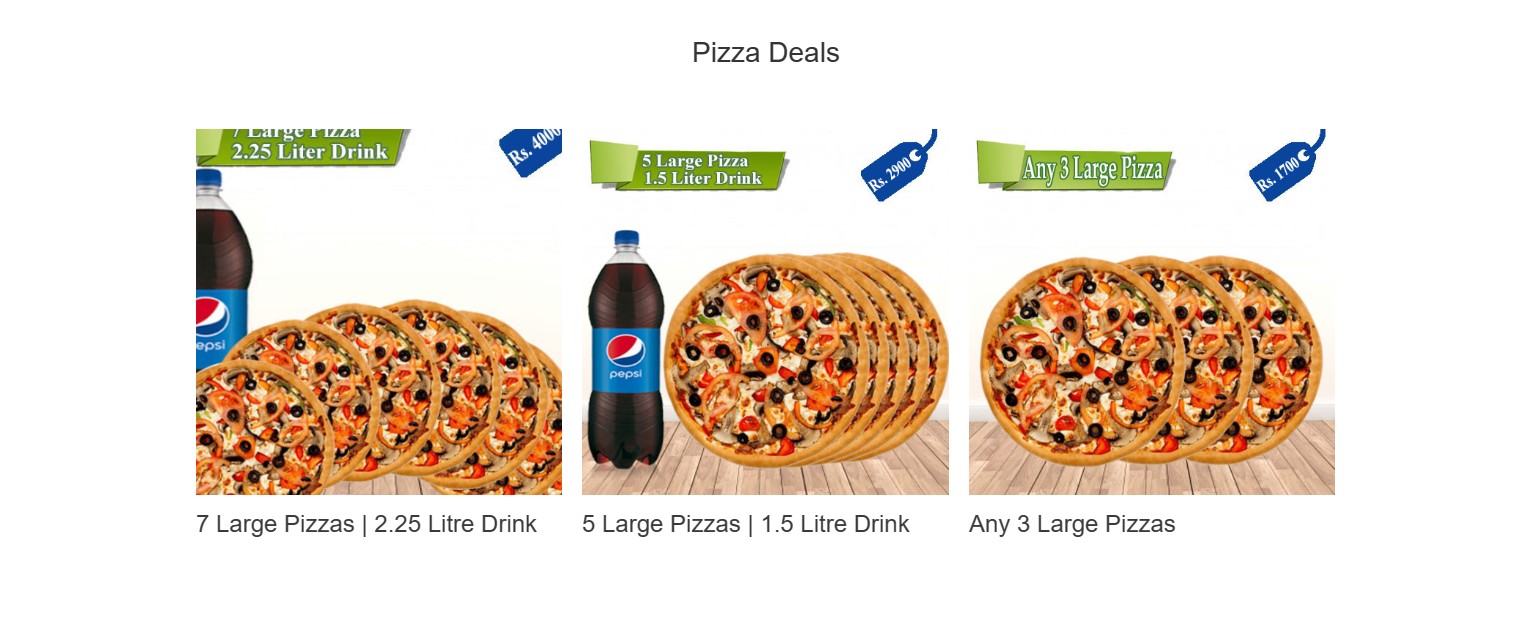 Pizza Deals
7 Large Pizza
2.25 Liter Drink
Rs. 4000
epsi
7 Large Pizzas | 2.25 Litre Drink
5 Large Pizza
1.5 Liter Drink
Rs. 2900
pepsi
5 Large Pizzas | 1.5 Litre Drink
Any 3 Large Pizza
Rs. 1700
Any 3 Large Pizzas